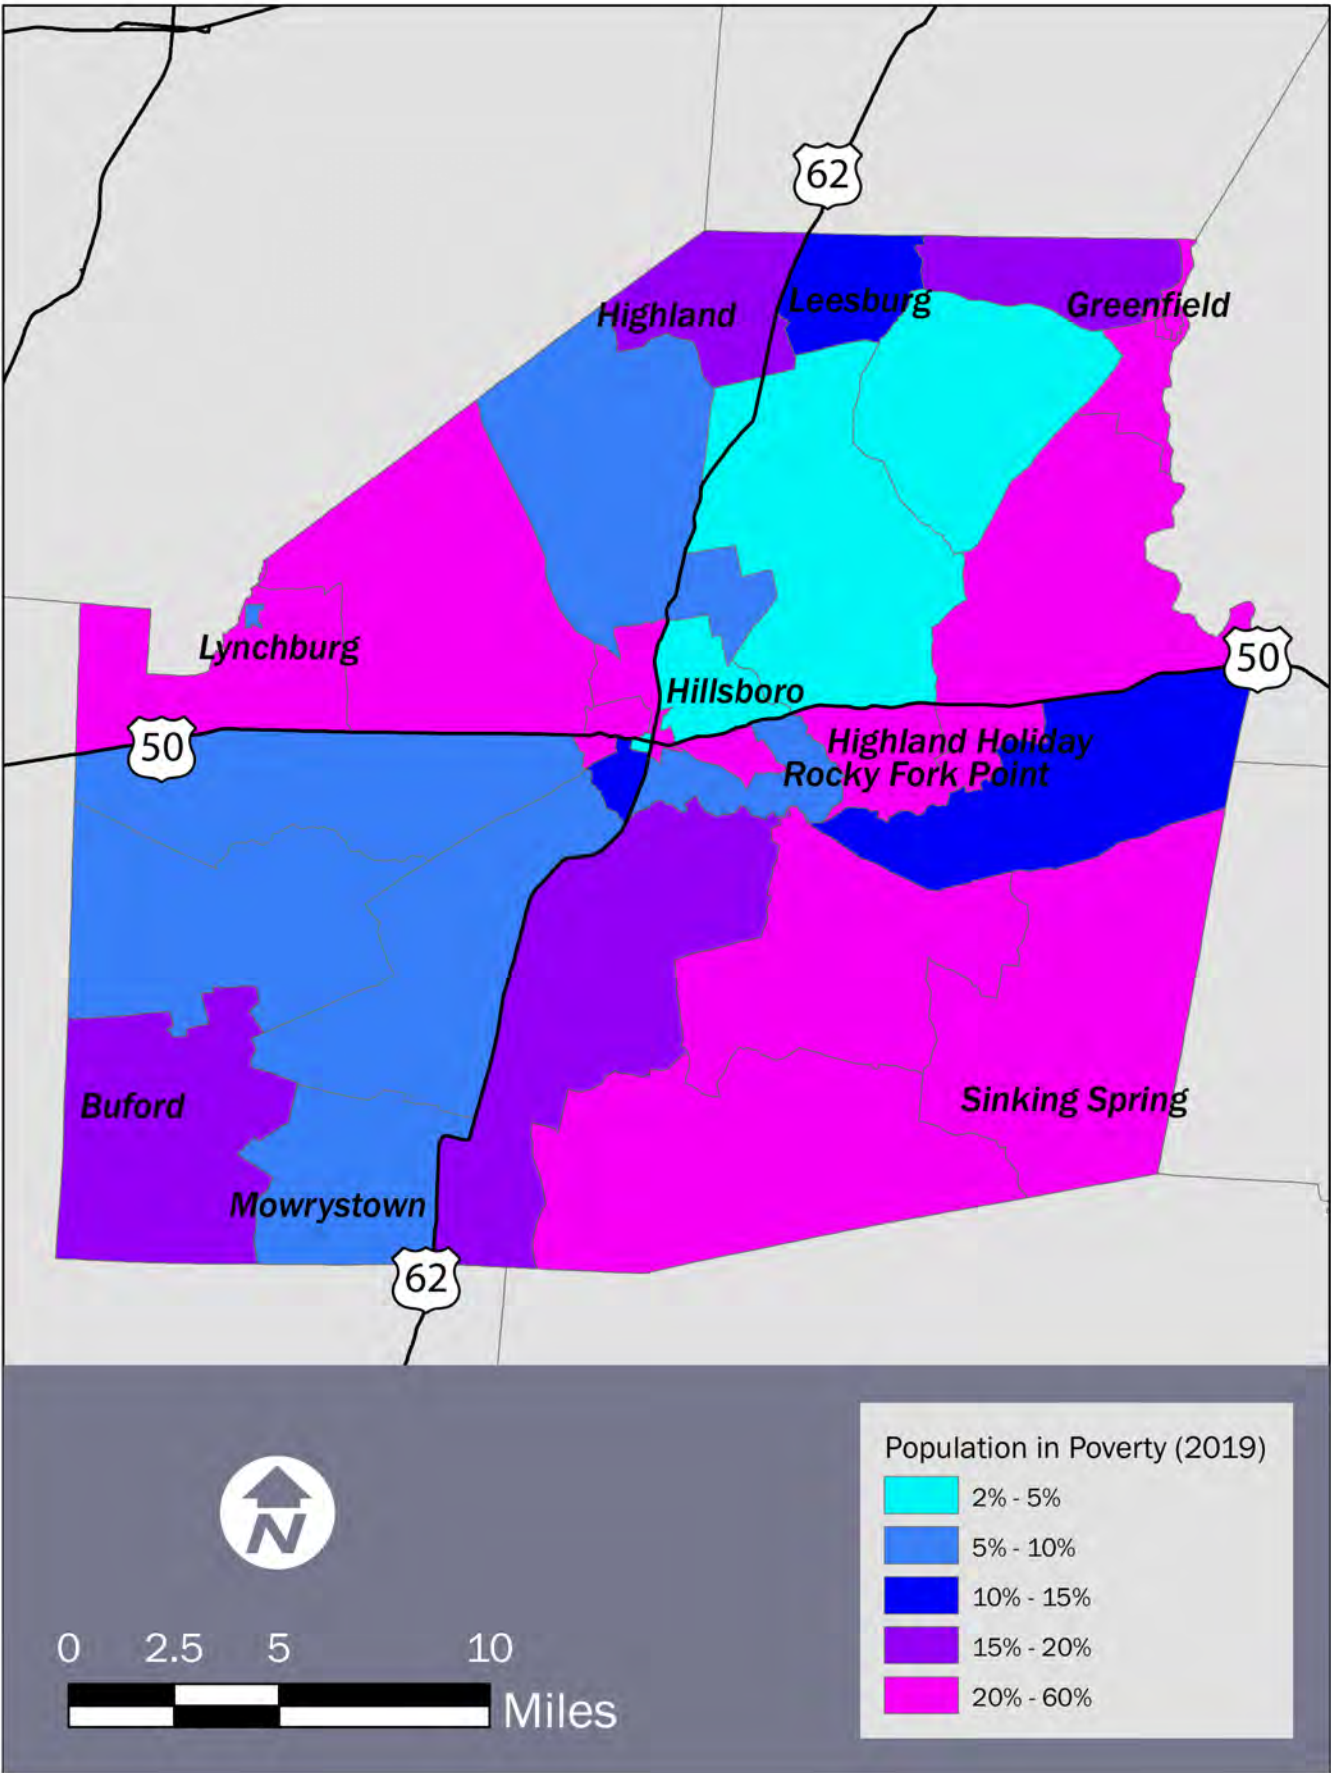 62
Highland
Leesburg
Greenfield
Lynchburg
50
Hillsboro
50
Highland Holiday
Rocky Fork Point
Buford
Sinking Spring
Mowrystown
62
N
0 2.5 5 10
Miles
Population in Poverty (2019)
2% - 5%
5% - 10%
10% - 15%
15% - 20%
20% - 60%